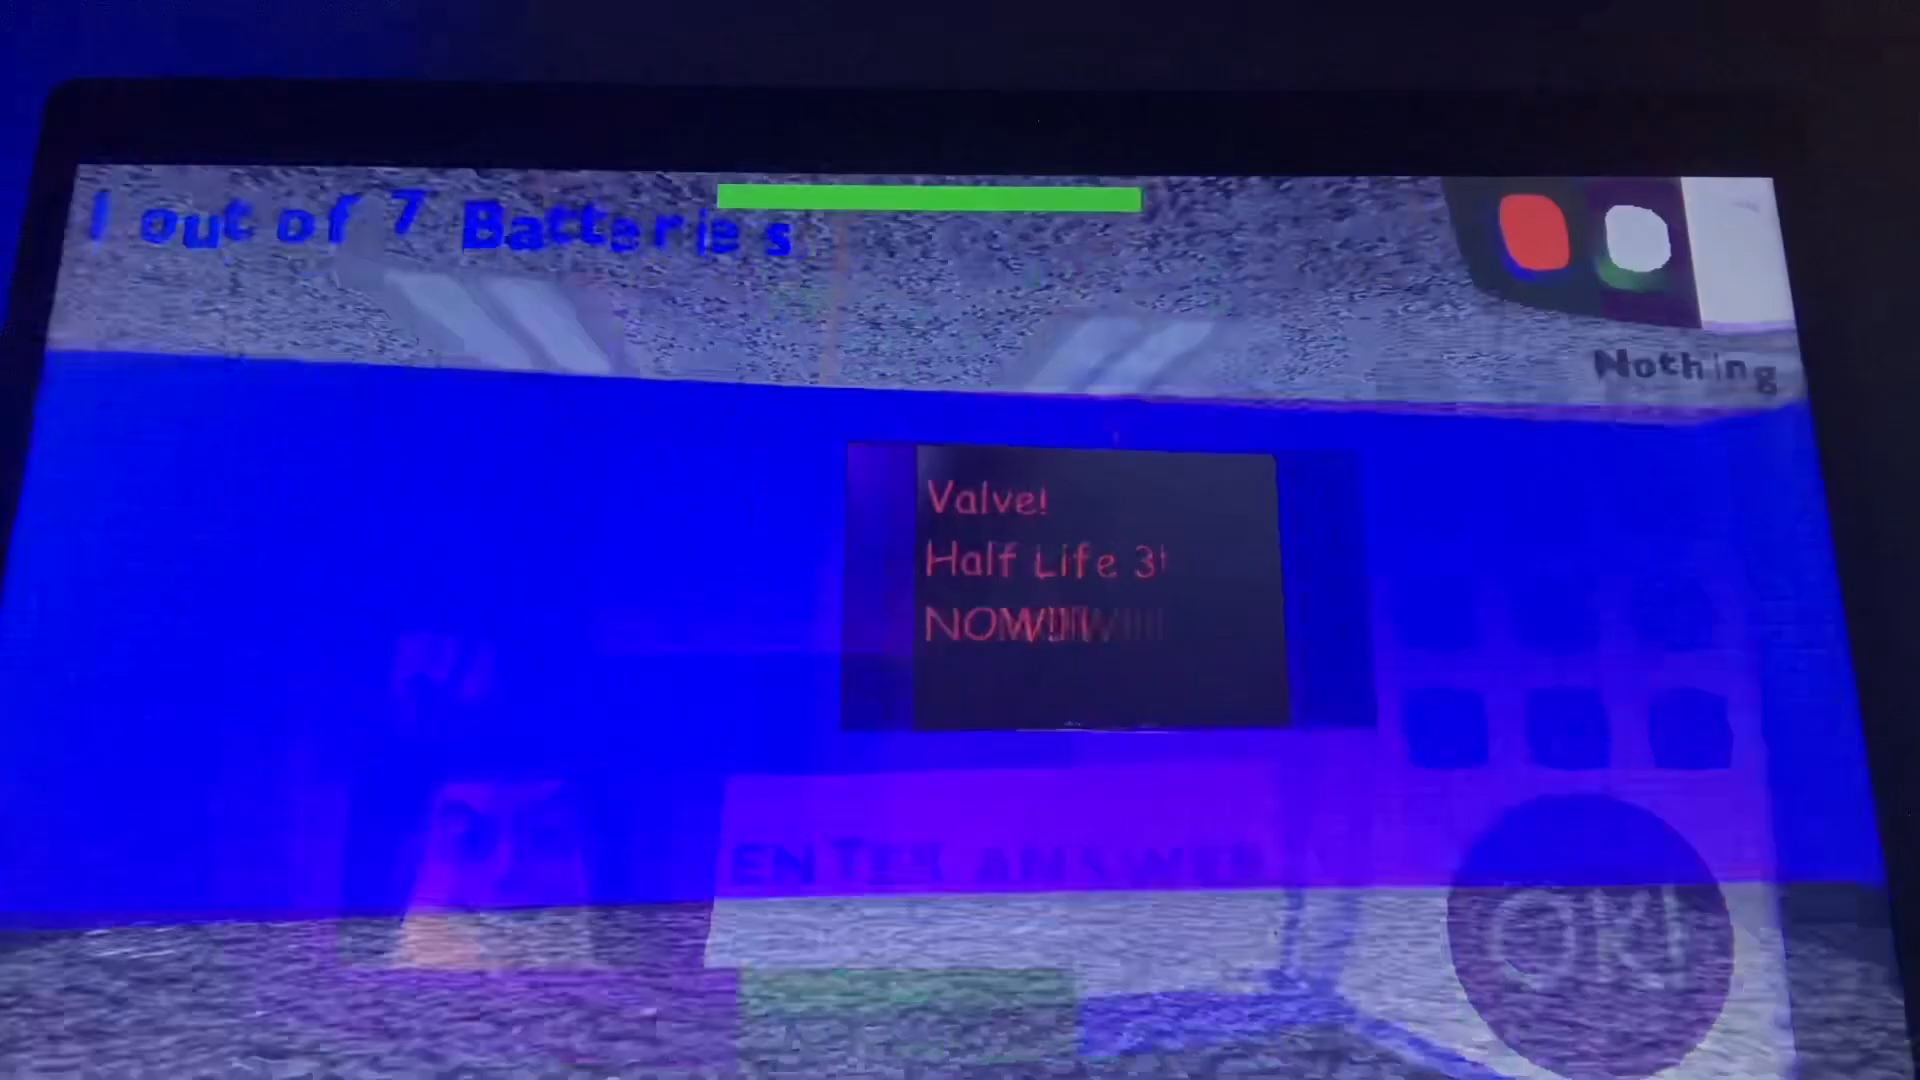 1 out of 7 Batteries
Nothing
Valve!
Half Life 3!
NOW!!!
ENTER ANSWER
OK!